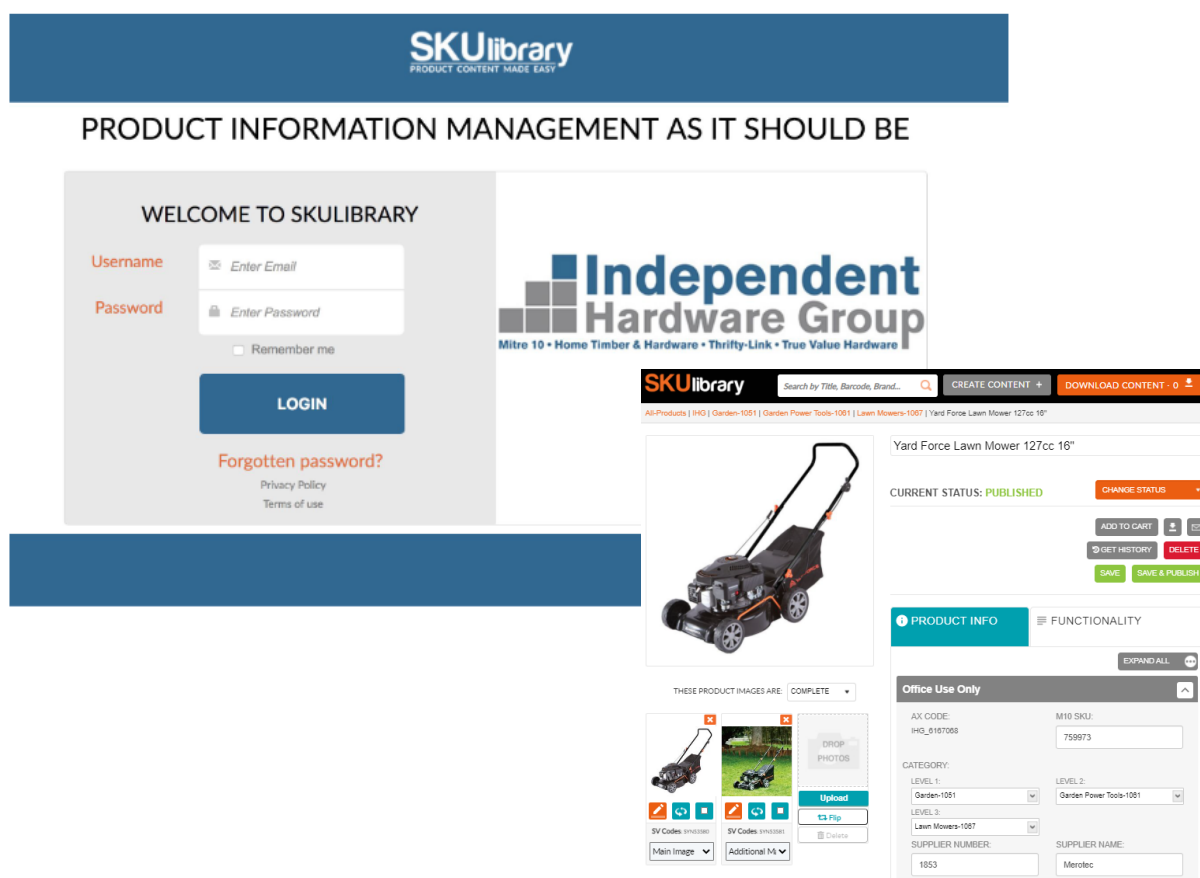 SKUlibrary
PRODUCT CONTENT MADE EASY
PRODUCT INFORMATION MANAGEMENT AS IT SHOULD BE
WELCOME TO SKULIBRARY
Username
Enter Email
Password
Enter Password
Remember me
LOGIN
Forgotten password?
Privacy Policy
Terms of use
Independent
Hardware Group
Mitre 10 • Home Timber & Hardware • Thrifty-Link • True Value Hardware
SKUlibrary
Search by Title, Barcode, Brand...
CREATE CONTENT +
DOWNLOAD CONTENT - 0
All-Products | IHG | Garden-1051 | Garden Power Tools-1061 | Lawn Mowers-1067 | Yard Force Lawn Mower 127cc 16"
Yard Force Lawn Mower 127cc 16"
CURRENT STATUS: PUBLISHED
CHANGE STATUS
ADD TO CART
GET HISTORY
DELETE
SAVE
SAVE & PUBLISH
PRODUCT INFO
FUNCTIONALITY
EXPAND ALL
Office Use Only
AX CODE:
IHG_6167068
M10 SKU:
759973
CATEGORY:
LEVEL 1:
Garden-1051
LEVEL 2:
Garden Power Tools-1061
LEVEL 3:
Lawn Mowers-1067
SUPPLIER NUMBER:
1853
SUPPLIER NAME:
Merotec
THESE PRODUCT IMAGES ARE: COMPLETE
DROP
PHOTOS
Upload
Flip
Delete
SV Codes: SYNS3580
Main Image
SV Codes: SYNS3581
Additional M